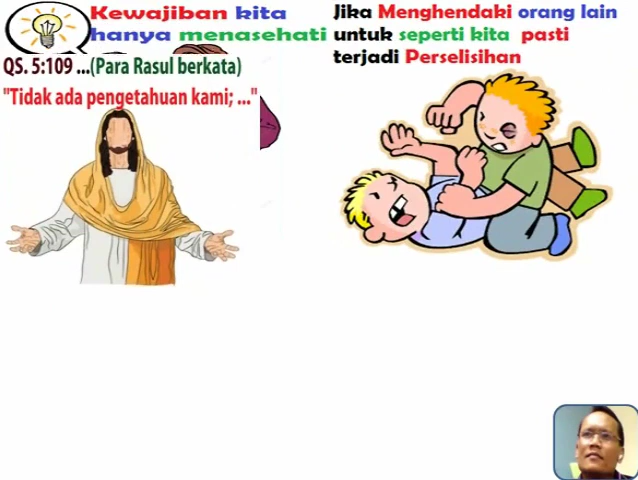 Kewajiban kita
hanya menasehati
QS. 5:109 ...(Para Rasul berkata)
"Tidak ada pengetahuan kami; ..."
Jika Menghendaki orang lain
untuk seperti kita pasti
terjadi Perselisihan